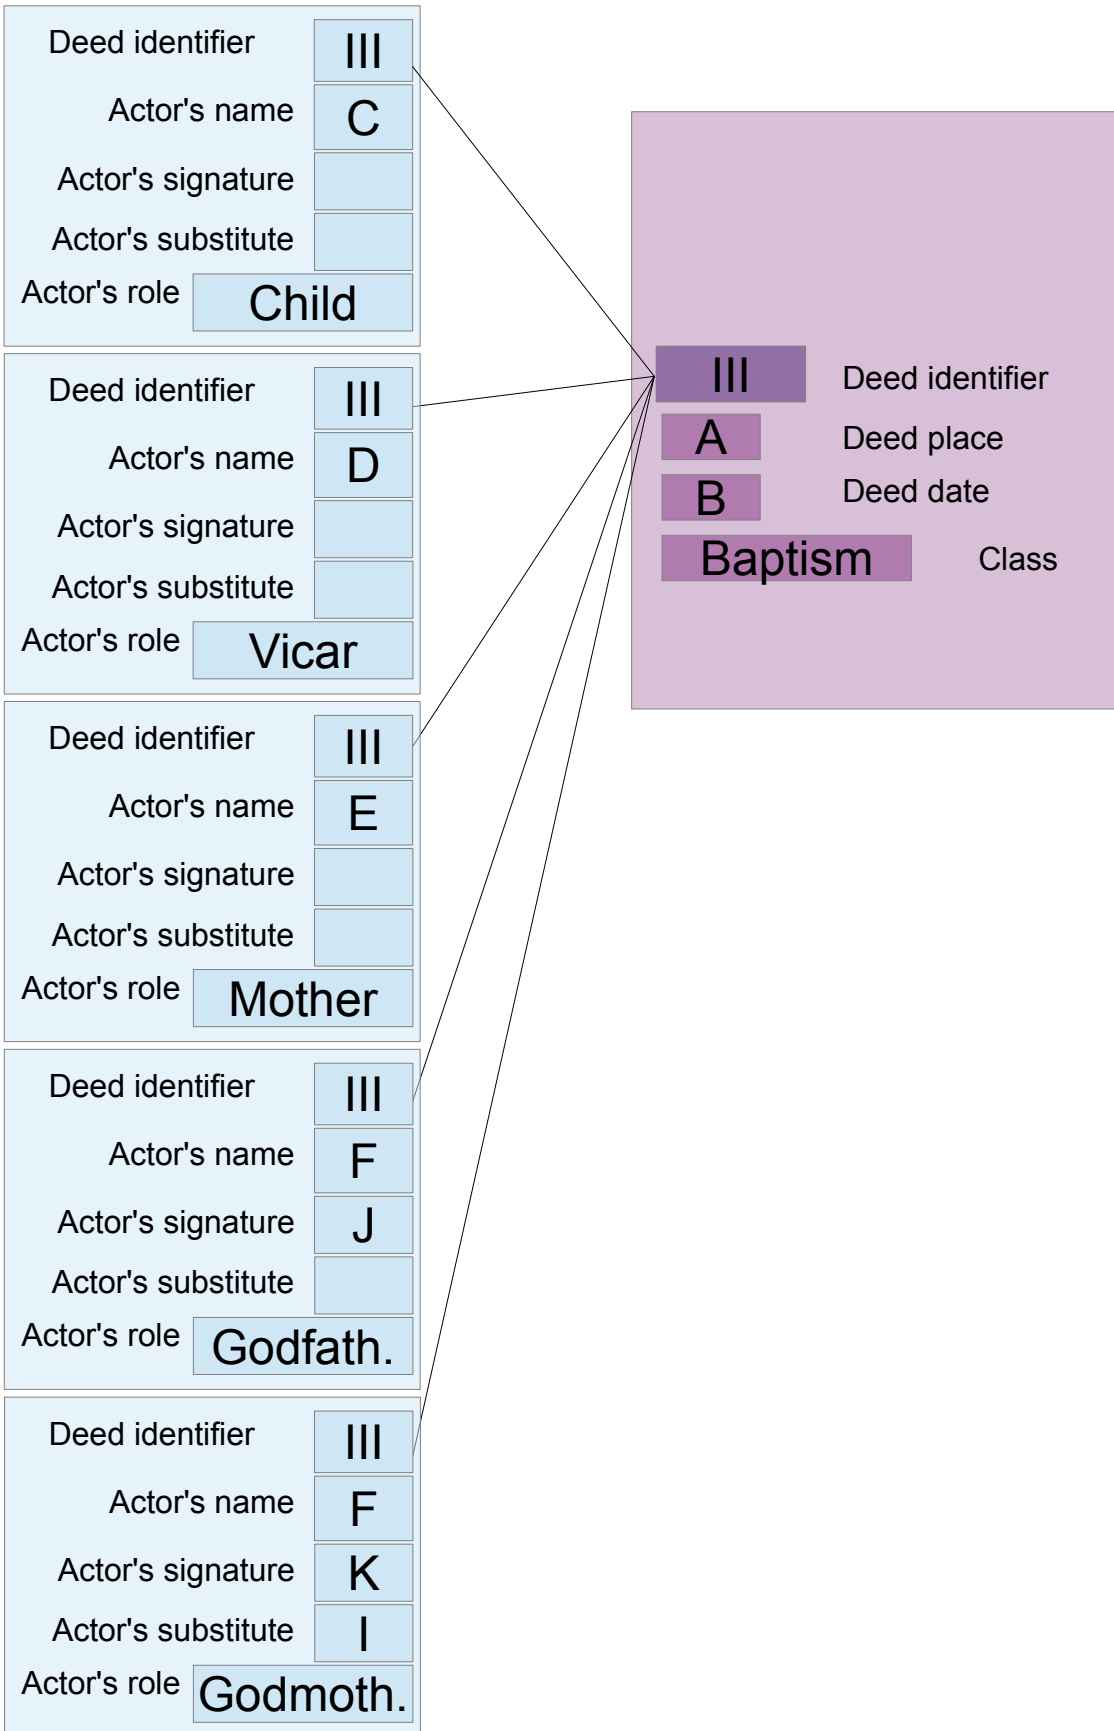 Deed identifier III
Actor's name C
Actor's signature
Actor's substitute
Actor's role Child
Deed identifier III
Actor's name D
Actor's signature
Actor's substitute
Actor's role Vicar
Deed identifier III
Actor's name E
Actor's signature
Actor's substitute
Actor's role Mother
Deed identifier III
Actor's name F
Actor's signature J
Actor's substitute
Actor's role Godfath.
Deed identifier III
Actor's name F
Actor's signature K
Actor's substitute I
Actor's role Godmoth.
III Deed identifier
A Deed place
B Deed date
Baptism Class